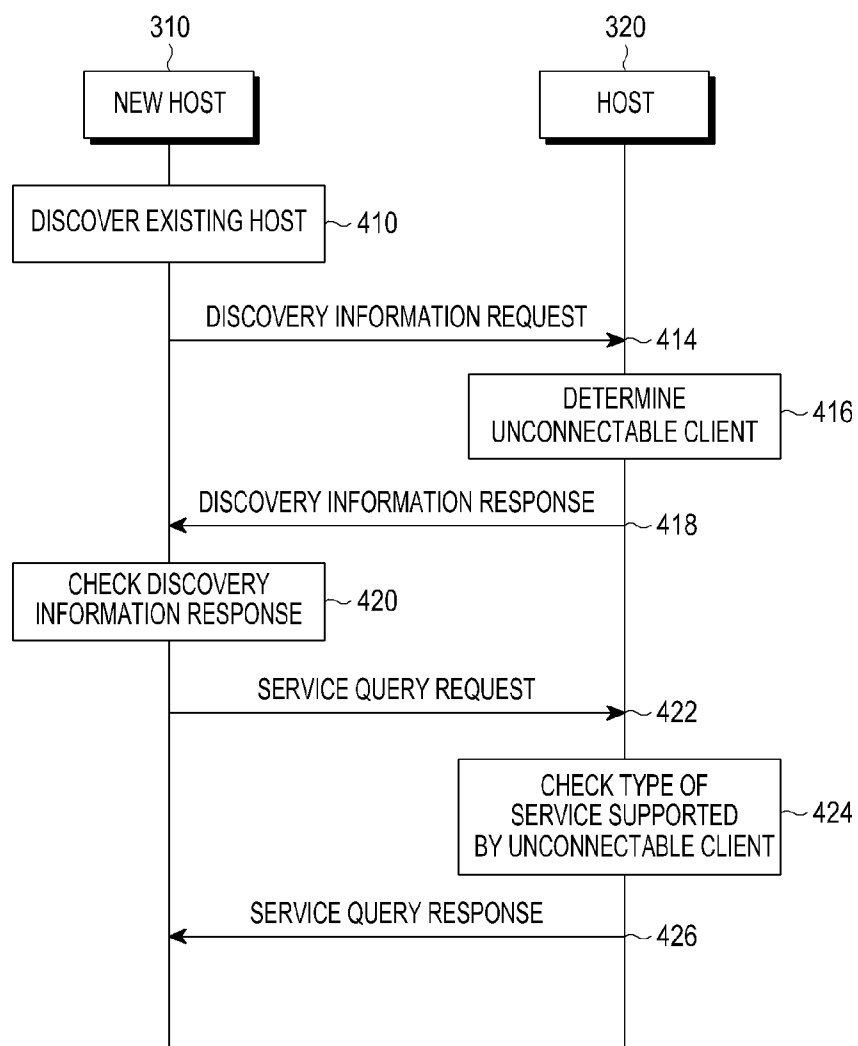 310
320
NEW HOST
HOST
DISCOVER EXISTING HOST
410
DISCOVERY INFORMATION REQUEST
414
DETERMINE
UNCONNECTABLE CLIENT
416
DISCOVERY INFORMATION RESPONSE
418
CHECK DISCOVERY
INFORMATION RESPONSE
420
SERVICE QUERY REQUEST
422
CHECK TYPE OF
SERVICE SUPPORTED
BY UNCONNECTABLE CLIENT
424
SERVICE QUERY RESPONSE
426